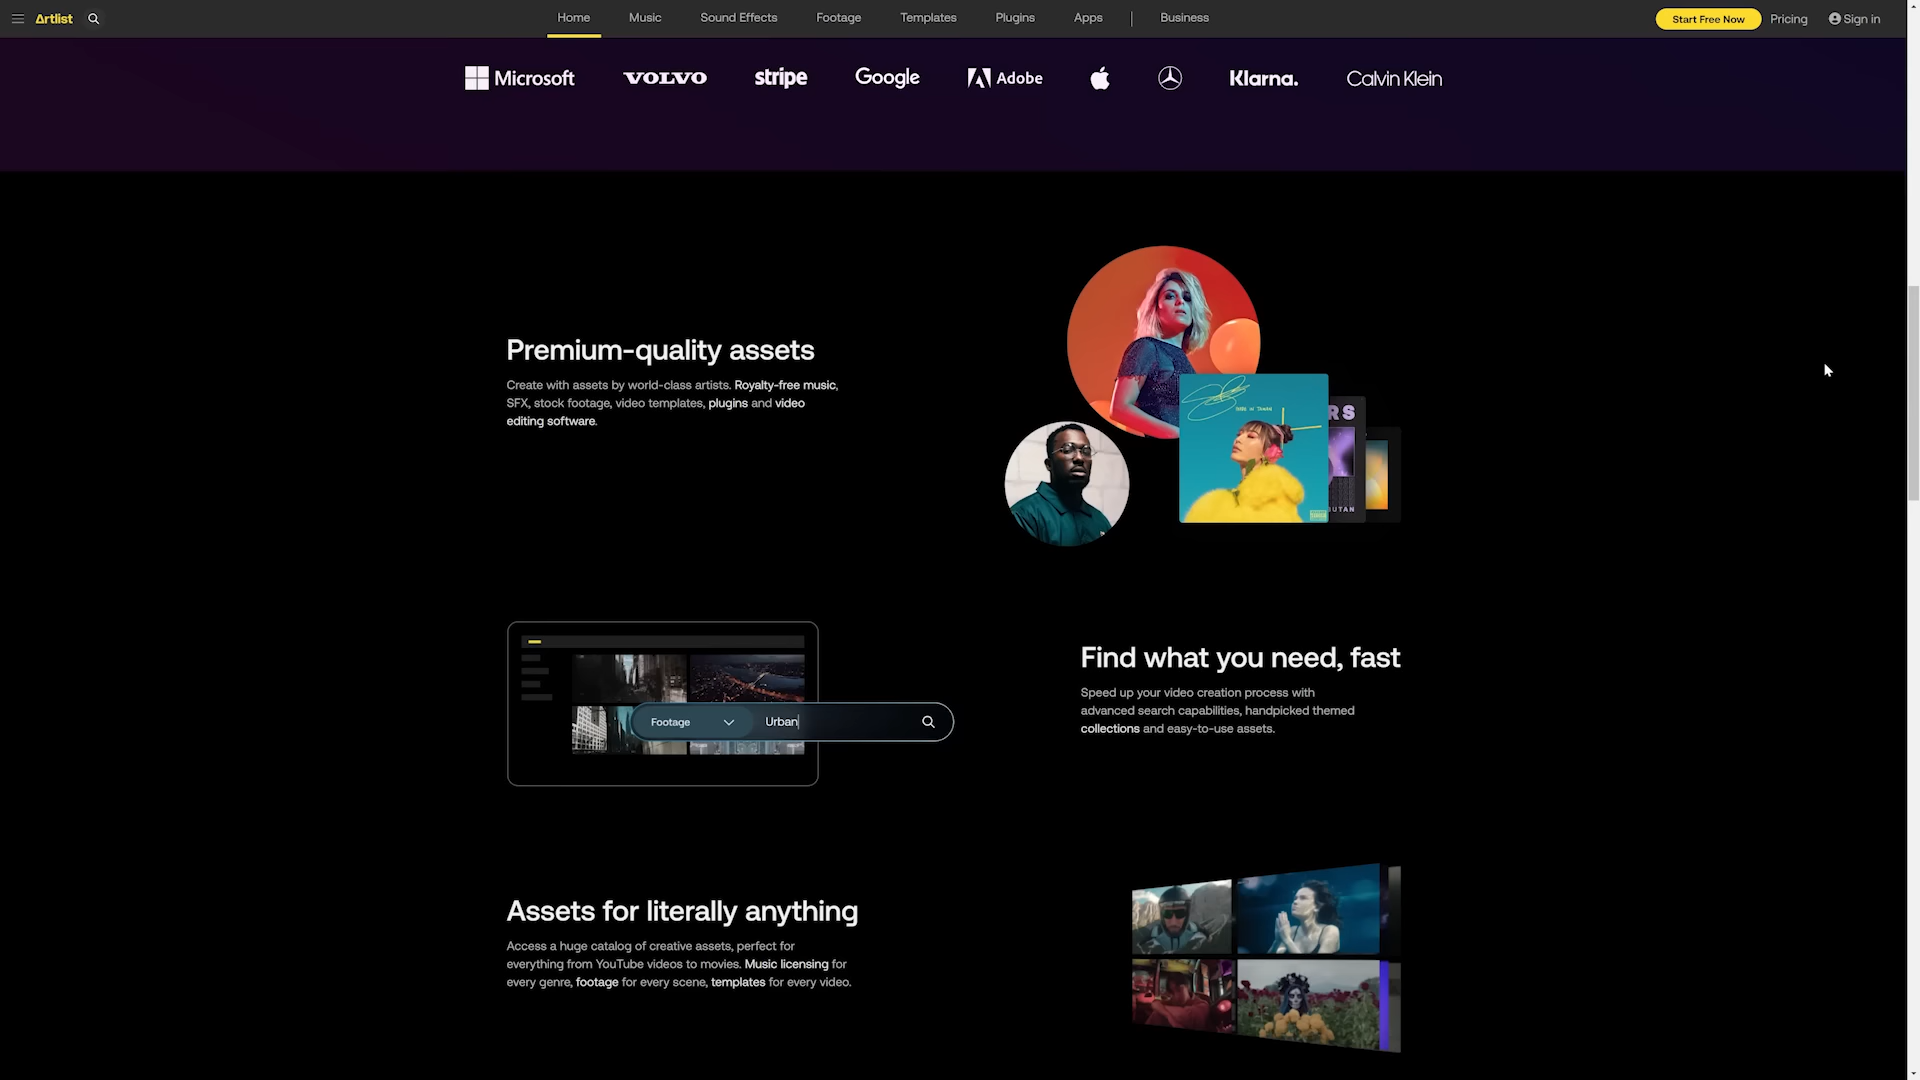 Artlist
Home
Music
Sound Effects
Footage
Templates
Plugins
Apps
Business
Start Free Now
Pricing
Sign in
Microsoft
VOLVO
stripe
Google
Adobe
Klarna.
Calvin Klein
Premium-quality assets
Create with assets by world-class artists. Royalty-free music,
SFX, stock footage, video templates, plugins and video
editing software.
RS
UTAN
Footage
Urban
Find what you need, fast
Speed up your video creation process with
advanced search capabilities, handpicked themed
collections and easy-to-use assets.
Assets for literally anything
Access a huge catalog of creative assets, perfect for
everything from YouTube videos to movies. Music licensing for
every genre, footage for every scene, templates for every video.